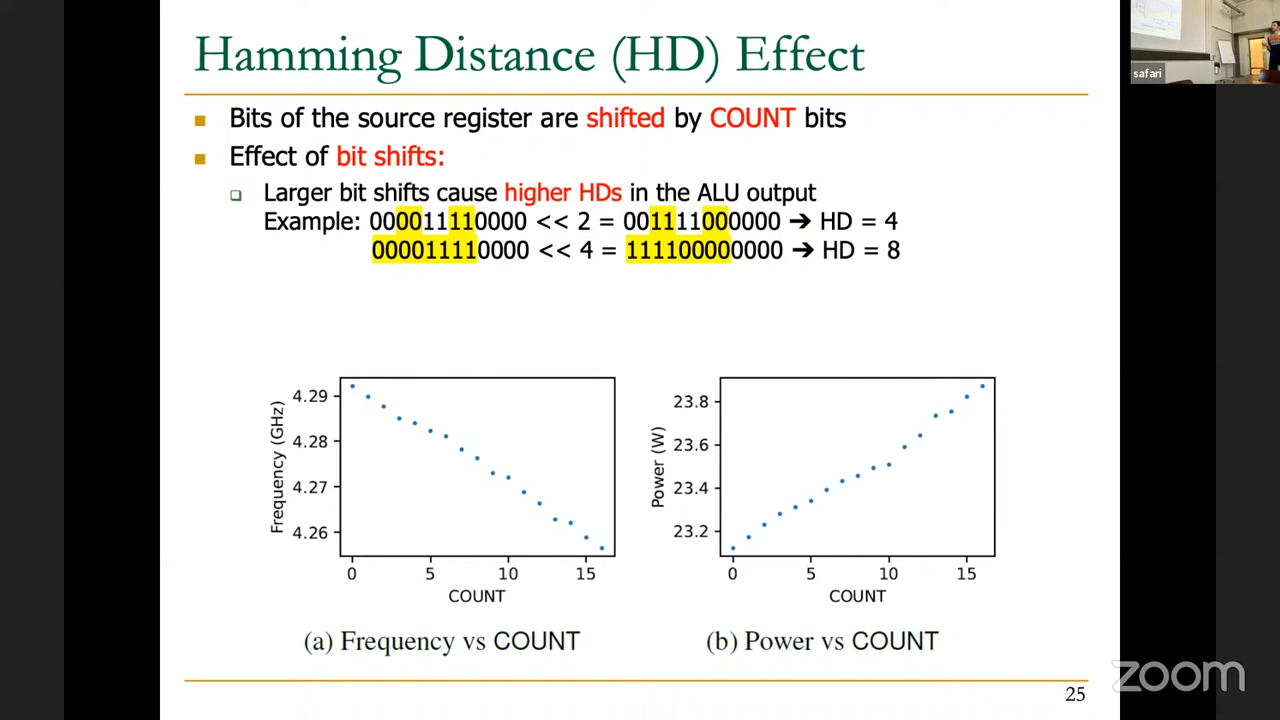 Hamming Distance (HD) Effect
safari
Bits of the source register are shifted by COUNT bits
Effect of bit shifts:
Larger bit shifts cause higher HDs in the ALU output
Example: 000011110000 << 2 = 001111000000 ➔ HD = 4
000011110000 << 4 = 111100000000 ➔ HD = 8
4.29
4.28
4.27
4.26
Frequency (GHz)
0 5 10 15
COUNT
23.8
23.6
23.4
23.2
Power (W)
0 5 10 15
COUNT
(a) Frequency vs COUNT
(b) Power vs COUNT
25
zoom